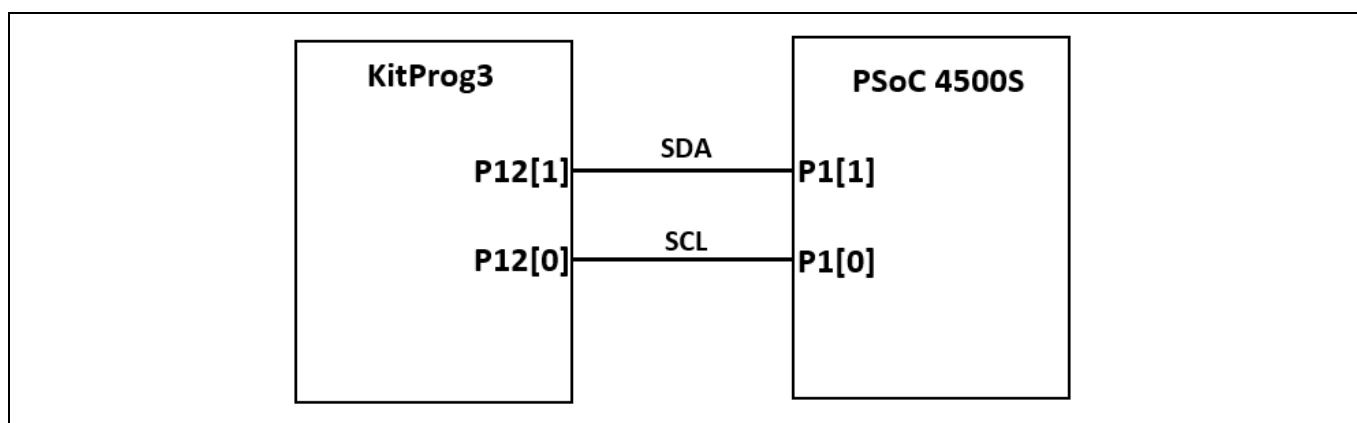 KitProg3
PSoC 4500S
P12[1]
SDA
P1[1]
P12[0]
SCL
P1[0]